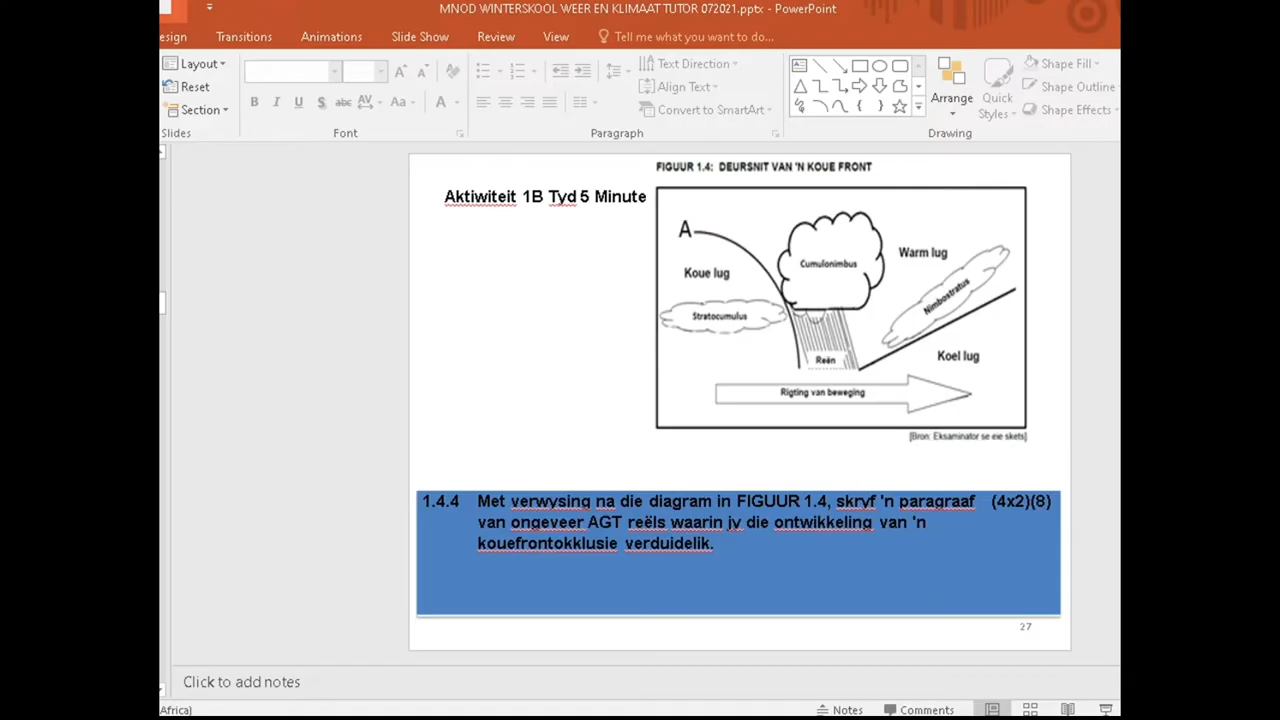 MNOD WINTERSKOOL WEER EN KLIMAAT TUTOR 072021.pptx - PowerPoint
esign Transitions Animations Slide Show Review View Tell me what you want to do...
Layout Text Direction Shape Fill
Reset Align Text Shape Outline
Section Convert to SmartArt Arrange Quick Styles Shape Effects
B I U S abc AV Aa A
Slides Font Paragraph Drawing
FIGUUR 1.4: DEURSNIT VAN 'N KOUE FRONT
Aktiwiteit 1B Tyd 5 Minute
A
Cumulonimbus
Warm lug
Koue lug
Nimbostratus
Stratocumulus
Reën
Koel lug
Rigting van beweging
[Bron: Eksaminator se eie skets]
1.4.4 Met verwysing na die diagram in FIGUUR 1.4, skryf 'n paragraaf (4x2)(8)
van ongeveer AGT reëls waarin jy die ontwikkeling van 'n
kouefrontokklusie verduidelik.
27
Click to add notes
Africa) Notes Comments